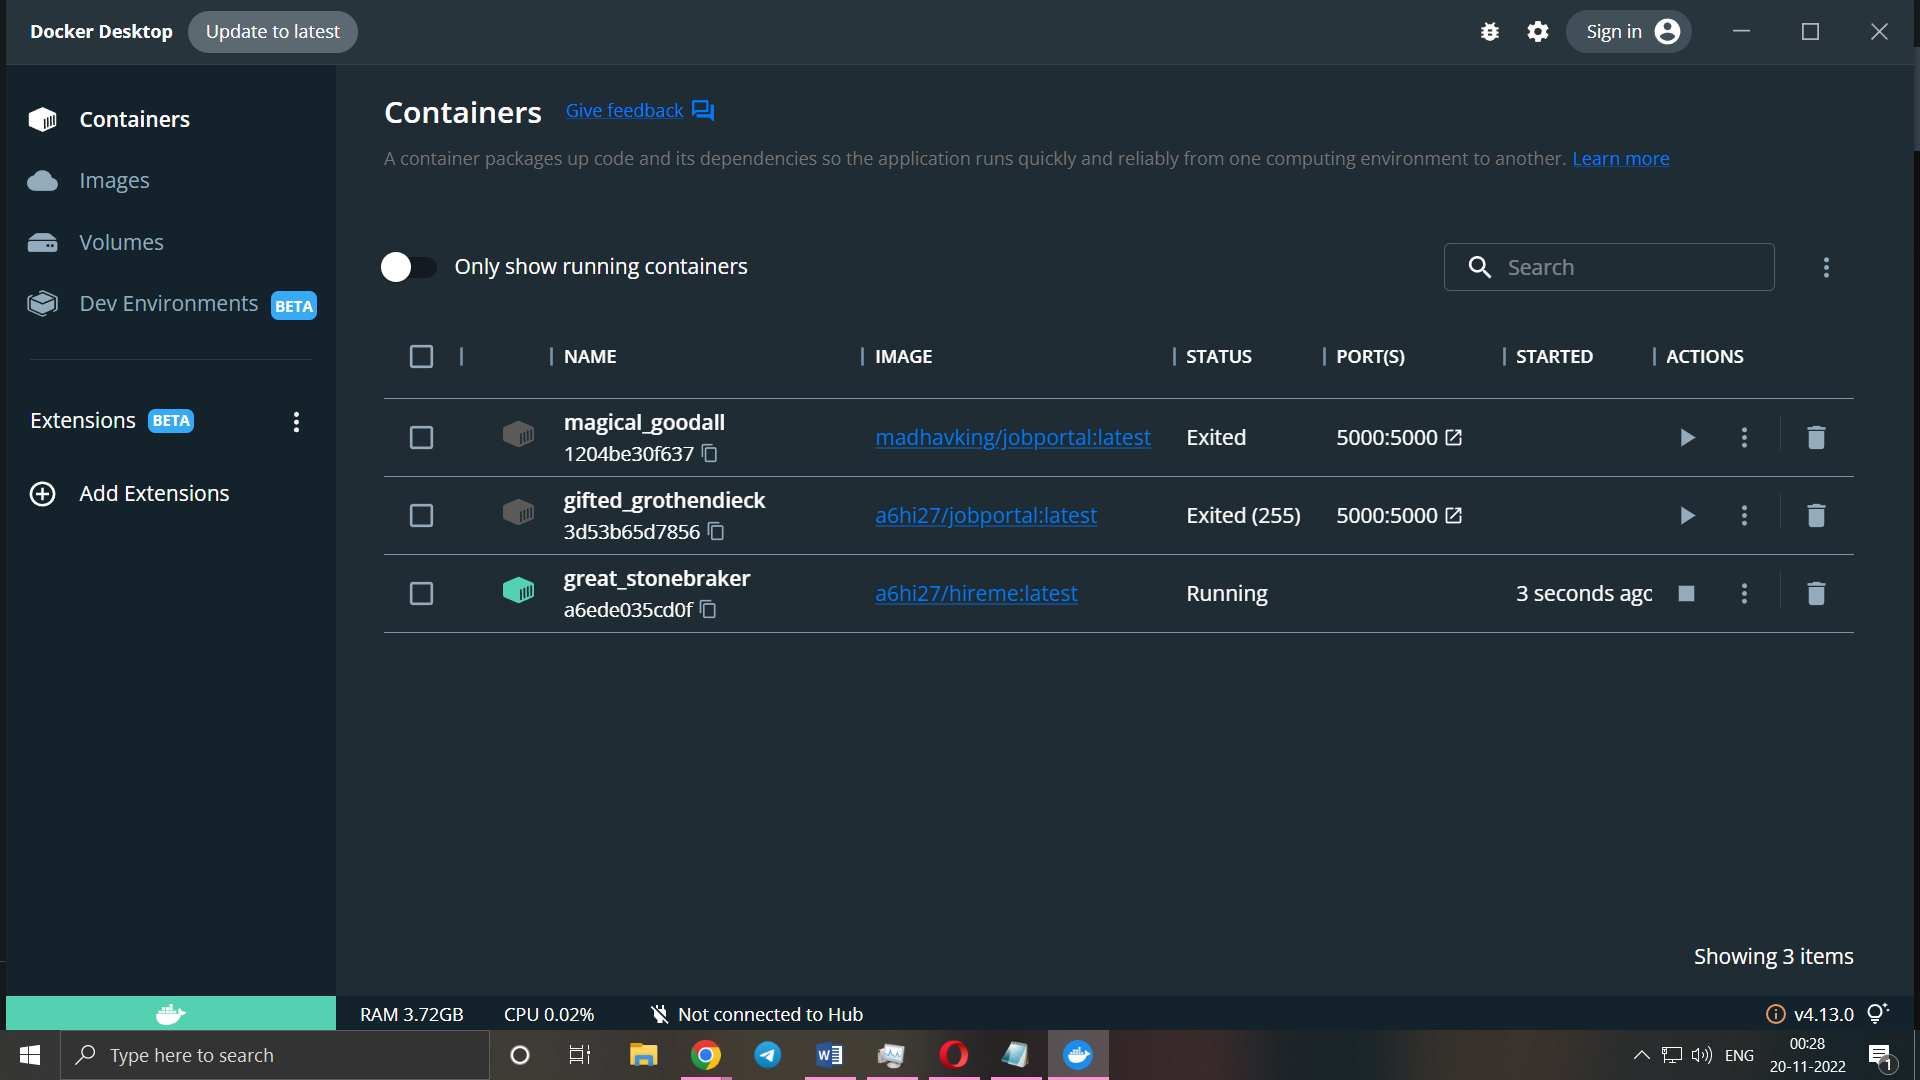 Docker Desktop Update to latest Sign in
Containers
Images
Volumes
Dev Environments BETA
Extensions BETA
Add Extensions
Containers Give feedback
A container packages up code and its dependencies so the application runs quickly and reliably from one computing environment to another. Learn more
Only show running containers Search
NAME IMAGE STATUS PORT(S) STARTED ACTIONS
magical_goodall
1204be30f637 madhavking/jobportal:latest Exited 5000:5000
gifted_grothendieck
3d53b65d7856 a6hi27/jobportal:latest Exited (255) 5000:5000
great_stonebraker
a6ede035cd0f a6hi27/hireme:latest Running 3 seconds agc
Showing 3 items
RAM 3.72GB CPU 0.02% Not connected to Hub v4.13.0
Type here to search ENG 00:28
20-11-2022 1